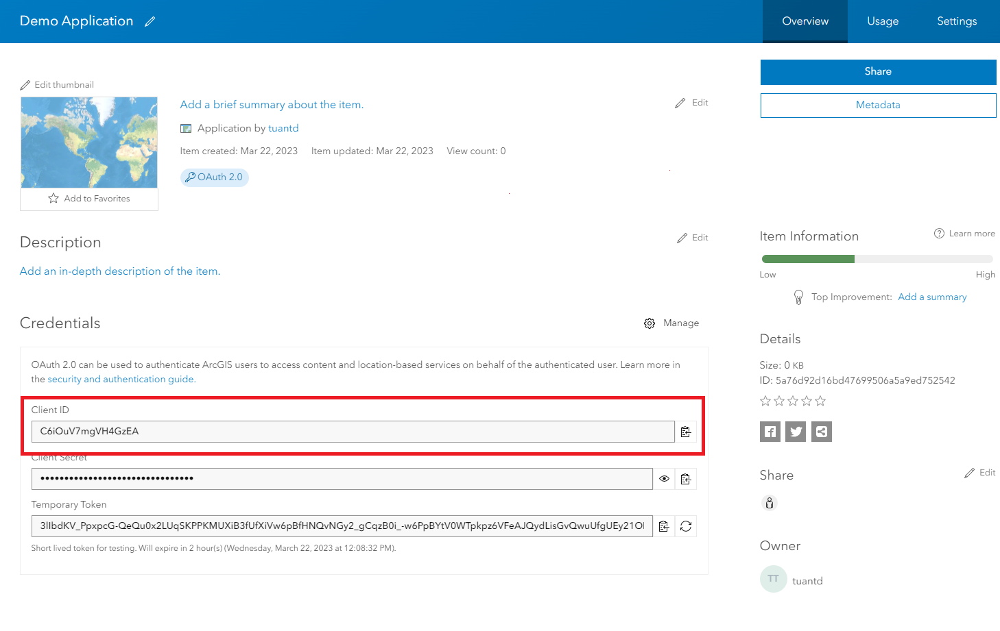 Demo Application
Overview
Usage
Settings
Share
Metadata
Edit thumbnail
Add a brief summary about the item.
Edit
Application by tuantd
Item created: Mar 22, 2023 Item updated: Mar 22, 2023 View count: 0
OAuth 2.0
Add to Favorites
Description
Edit
Add an in-depth description of the item.
Credentials
Manage
OAuth 2.0 can be used to authenticate ArcGIS users to access content and location-based services on behalf of the authenticated user. Learn more in
the security and authentication guide.
Client ID
C6iOuV7mgVH4GzEA
Client Secret
••••••••••••••••••••••••••••••••
Temporary Token
3lIbdKV_PpxpcG-QeQu0x2LUqSKPPKMUXiB3fUfXiVw6pBfHNQvNGy2_gCqzB0i_-w6PpBYtV0WTpkpz6VFeAJQydLisGvQwuUfgUEy21O
Short lived token for testing. Will expire in 2 hour(s) (Wednesday, March 22, 2023 at 12:08:32 PM).
Item Information
Learn more
Low
High
Top Improvement: Add a summary
Details
Size: 0 KB
ID: 5a76d92d16bd47699506a5a9ed752542
Share
Edit
Owner
TT
tuantd